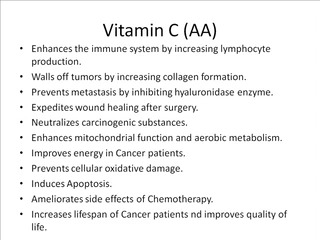 Vitamin C (AA)
• Enhances the immune system by increasing lymphocyte
production.
• Walls off tumors by increasing collagen formation.
• Prevents metastasis by inhibiting hyaluronidase enzyme.
• Expedites wound healing after surgery.
• Neutralizes carcinogenic substances.
• Enhances mitochondrial function and aerobic metabolism.
• Improves energy in Cancer patients.
• Prevents cellular oxidative damage.
• Induces Apoptosis.
• Ameliorates side effects of Chemotherapy.
• Increases lifespan of Cancer patients nd improves quality of
life.